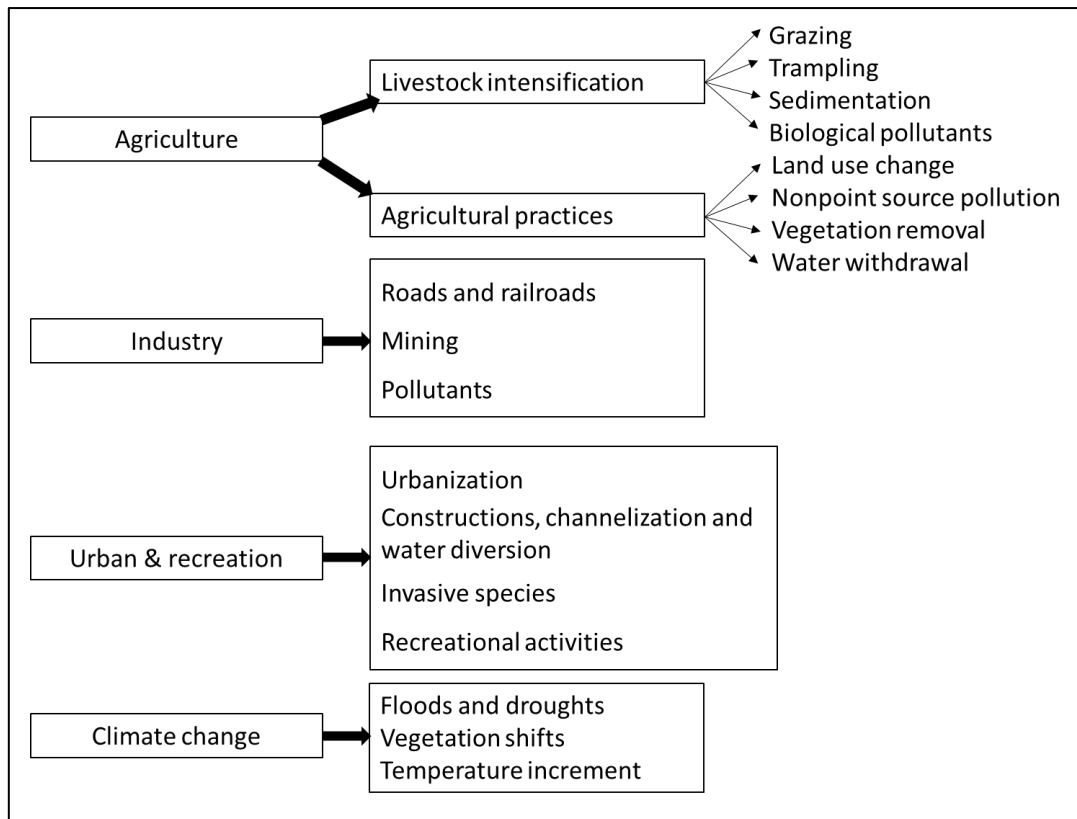 Agriculture
Livestock intensification
Grazing
Trampling
Sedimentation
Biological pollutants
Agricultural practices
Land use change
Nonpoint source pollution
Vegetation removal
Water withdrawal
Industry
Roads and railroads
Mining
Pollutants
Urban & recreation
Urbanization
Constructions, channelization and
water diversion
Invasive species
Recreational activities
Climate change
Floods and droughts
Vegetation shifts
Temperature increment